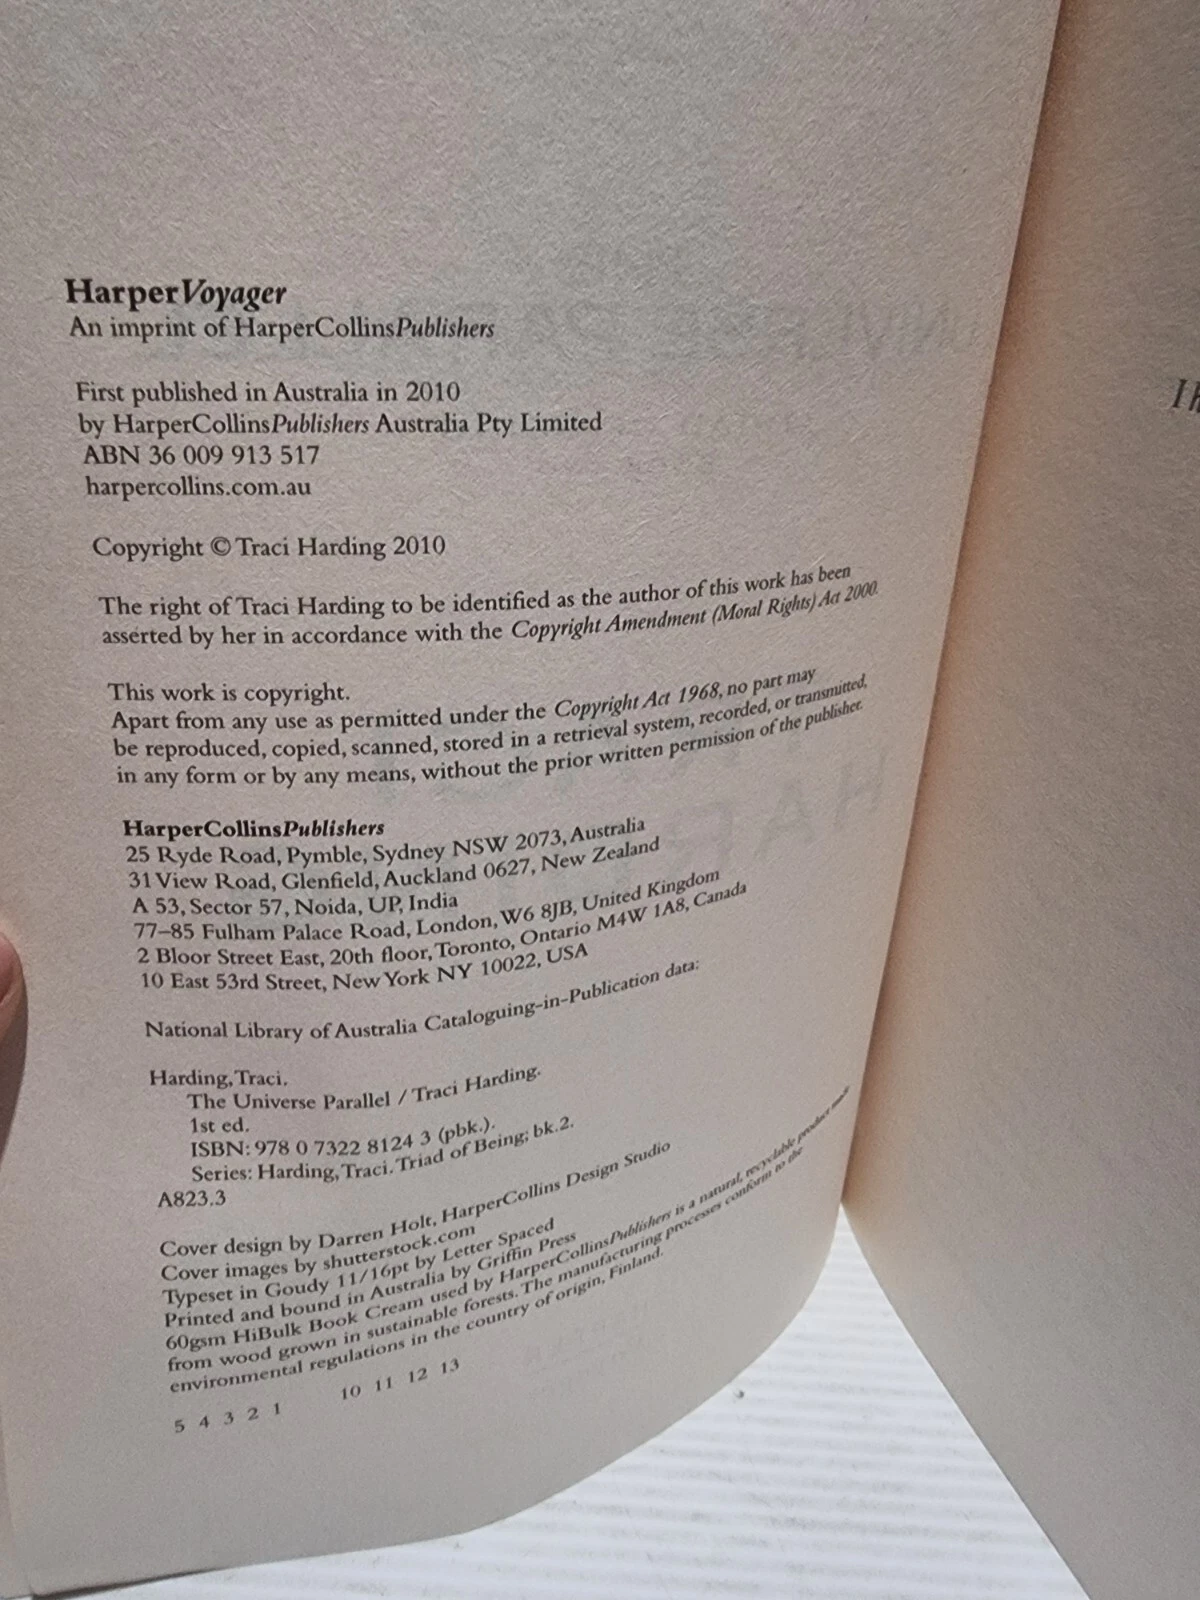 HarperVoyager
An imprint of HarperCollinsPublishers
First published in Australia in 2010
by HarperCollinsPublishers Australia Pty Limited
ABN 36 009 913 517
harpercollins.com.au
Copyright © Traci Harding 2010
The right of Traci Harding to be identified as the author of this work has been
asserted by her in accordance with the Copyright Amendment (Moral Rights) Act 2000.
This work is copyright.
Apart from any use as permitted under the Copyright Act 1968, no part may
be reproduced, copied, scanned, stored in a retrieval system, recorded, or transmitted,
in any form or by any means, without the prior written permission of the publisher.
HarperCollinsPublishers
25 Ryde Road, Pymble, Sydney NSW 2073, Australia
31 View Road, Glenfield, Auckland 0627, New Zealand
A 53, Sector 57, Noida, UP, India
77–85 Fulham Palace Road, London, W6 8JB, United Kingdom
2 Bloor Street East, 20th floor, Toronto, Ontario M4W 1A8, Canada
10 East 53rd Street, New York NY 10022, USA
National Library of Australia Cataloguing-in-Publication data:
Harding, Traci.
The Universe Parallel / Traci Harding.
1st ed.
ISBN: 978 0 7322 8124 3 (pbk.).
Series: Harding, Traci. Triad of Being; bk.2.
A823.3
Cover design by Darren Holt, HarperCollins Design Studio
Cover images by shutterstock.com
Typeset in Goudy 11/16pt by Letter Spaced
Printed and bound in Australia by Griffin Press
60gsm HiBulk Book Cream used by HarperCollinsPublishers is a natural, recyclable product made
from wood grown in sustainable forests. The manufacturing processes conform to the
environmental regulations in the country of origin, Finland.
5 4 3 2 1 10 11 12 13